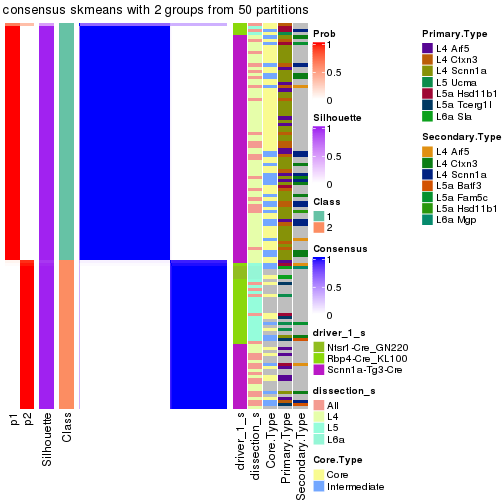 consensus skmeans with 2 groups from 50 partitions
Prob
1
0.5
0
Silhouette
1
0.5
0
Class
1
2
Consensus
1
0.5
0
driver_1_s
Ntsr1-Cre_GN220
Rbp4-Cre_KL100
Scnn1a-Tg3-Cre
dissection_s
All
L4
L5
L6a
Core.Type
Core
Intermediate
Primary.Type
L4 Arf5
L4 Ctxn3
L4 Scnn1a
L5 Ucma
L5a Hsd11b1
L5a Tcerg1l
L6a Sla
Secondary.Type
L4 Arf5
L4 Ctxn3
L4 Scnn1a
L5a Batf3
L5a Fam5c
L5a Hsd11b1
L6a Mgp
p1
p2
Silhouette
Class
driver_1_s
dissection_s
Core.Type
Primary.Type
Secondary.Type